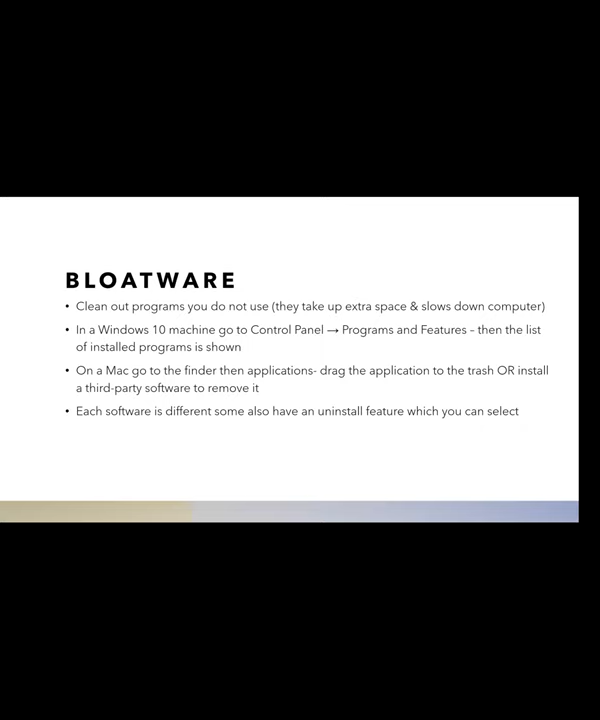 BLOATWARE
• Clean out programs you do not use (they take up extra space & slows down computer)
• In a Windows 10 machine go to Control Panel → Programs and Features – then the list
of installed programs is shown
• On a Mac go to the finder then applications- drag the application to the trash OR install
a third-party software to remove it
• Each software is different some also have an uninstall feature which you can select